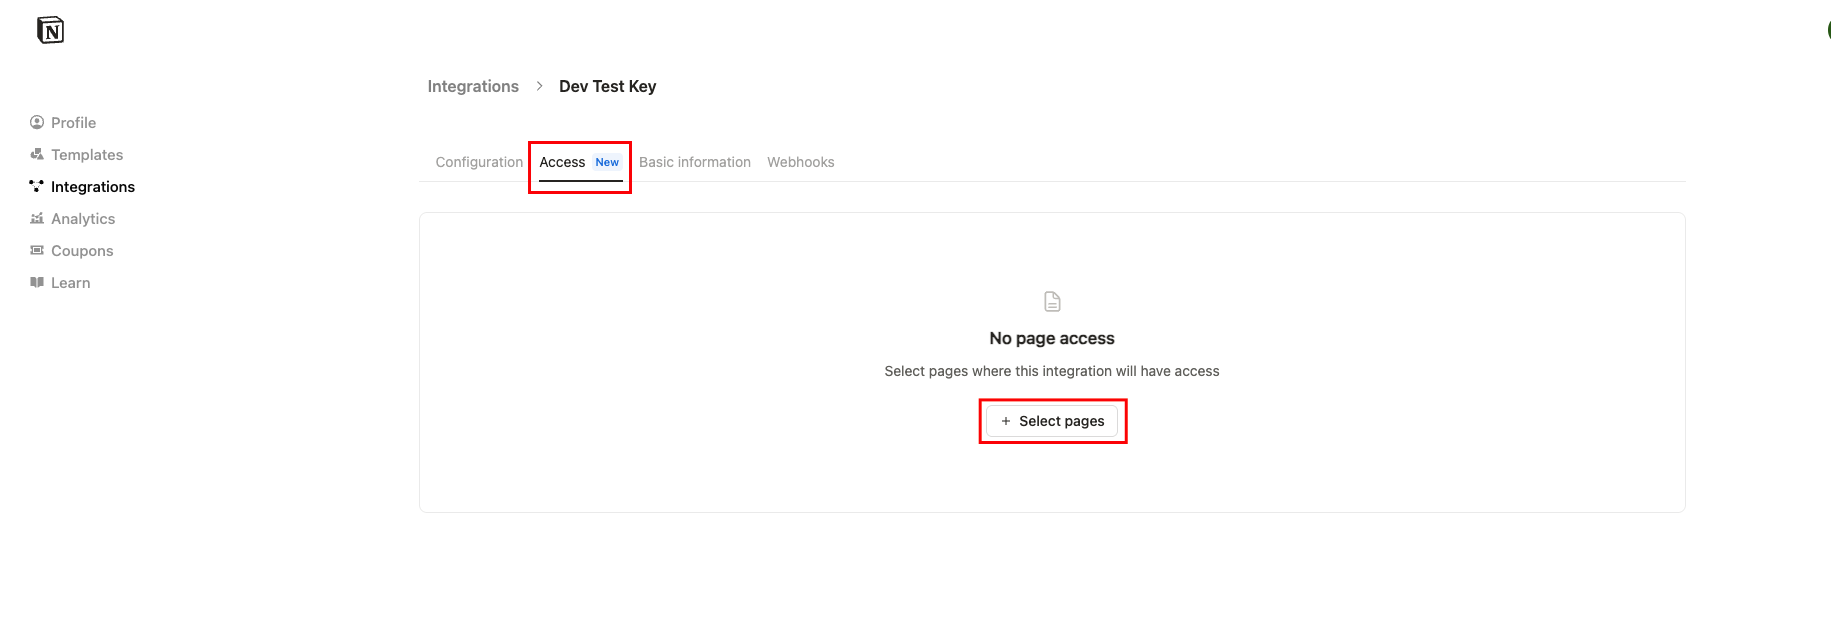 N
Integrations > Dev Test Key
Profile
Templates
Integrations
Analytics
Coupons
Learn
Configuration Access New Basic information Webhooks
No page access
Select pages where this integration will have access
+ Select pages